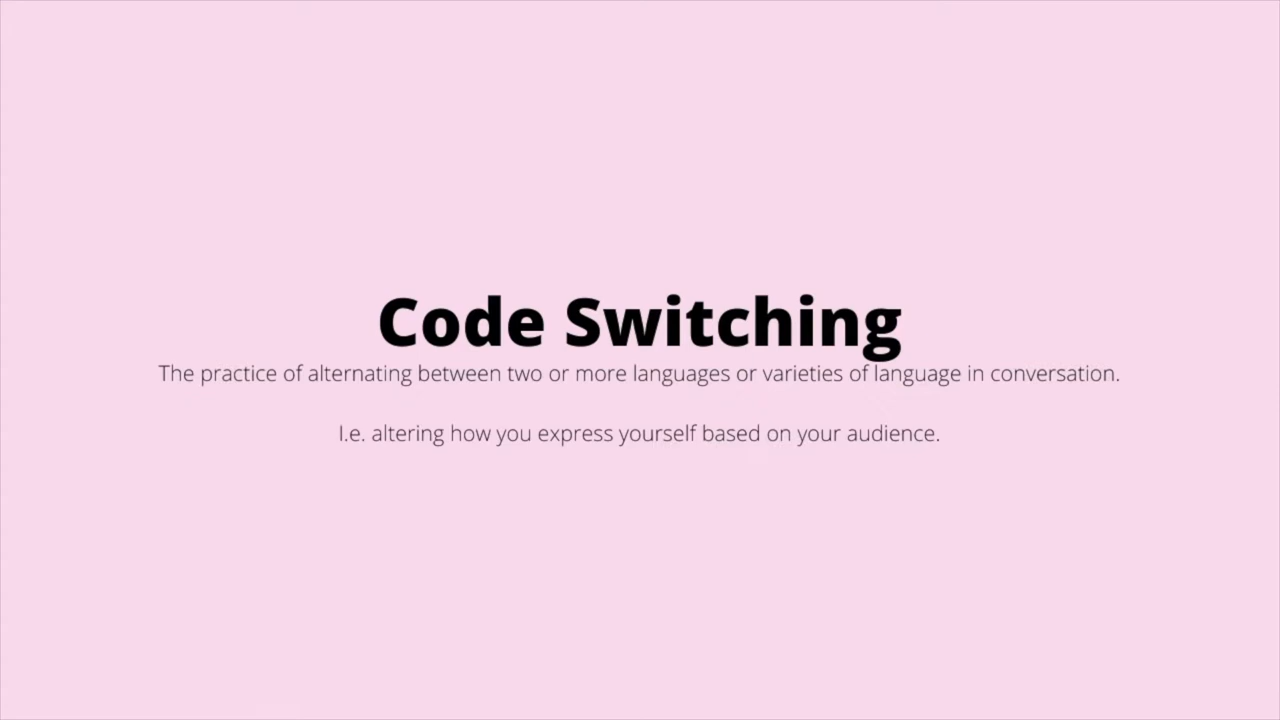 Code Switching
The practice of alternating between two or more languages or varieties of language in conversation.
I.e. altering how you express yourself based on your audience.